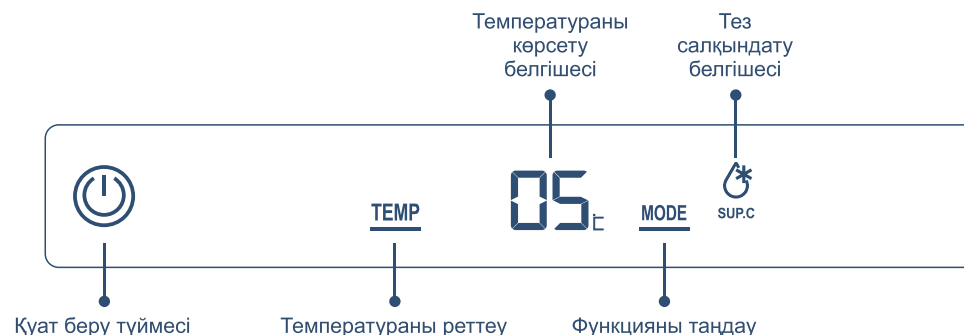 Температураны
көрсету
белгішесі
Тез
салқындату
белгішесі
TEMP
05
MODE
SUP.C
Қуат беру түймесі
Температураны реттеу
Функцияны таңдау